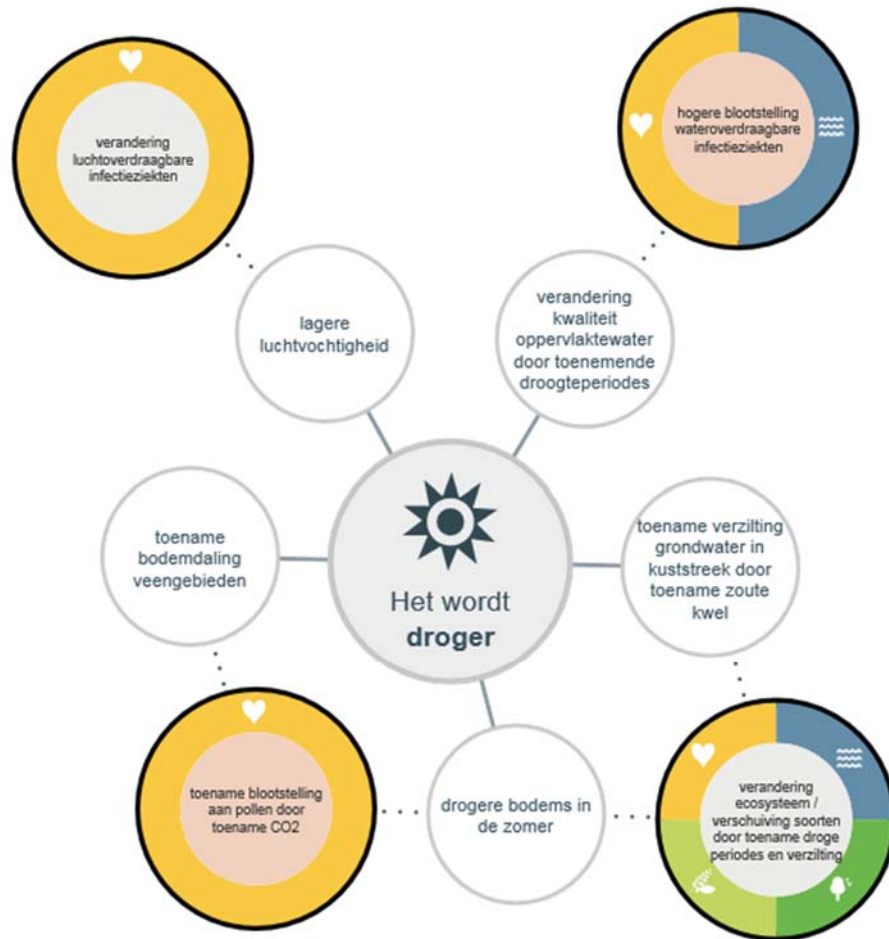 verandering
luchtoverdraagbare
infectieziekten
hogere blootstelling
wateroverdraagbare
infectieziekten
lagere
luchtvochtigheid
verandering
kwaliteit
oppervlaktewater
door toenemende
droogteperiodes
toename
bodemdaling
veengebieden
Het wordt
droger
toename verzilting
grondwater in
kuststreek door
toename zoute
kwel
toename blootstelling
aan pollen door
toename CO2
drogere bodems in
de zomer
verandering
ecosysteem /
verschuiving soorten
door toename droge
periodes en verzilting